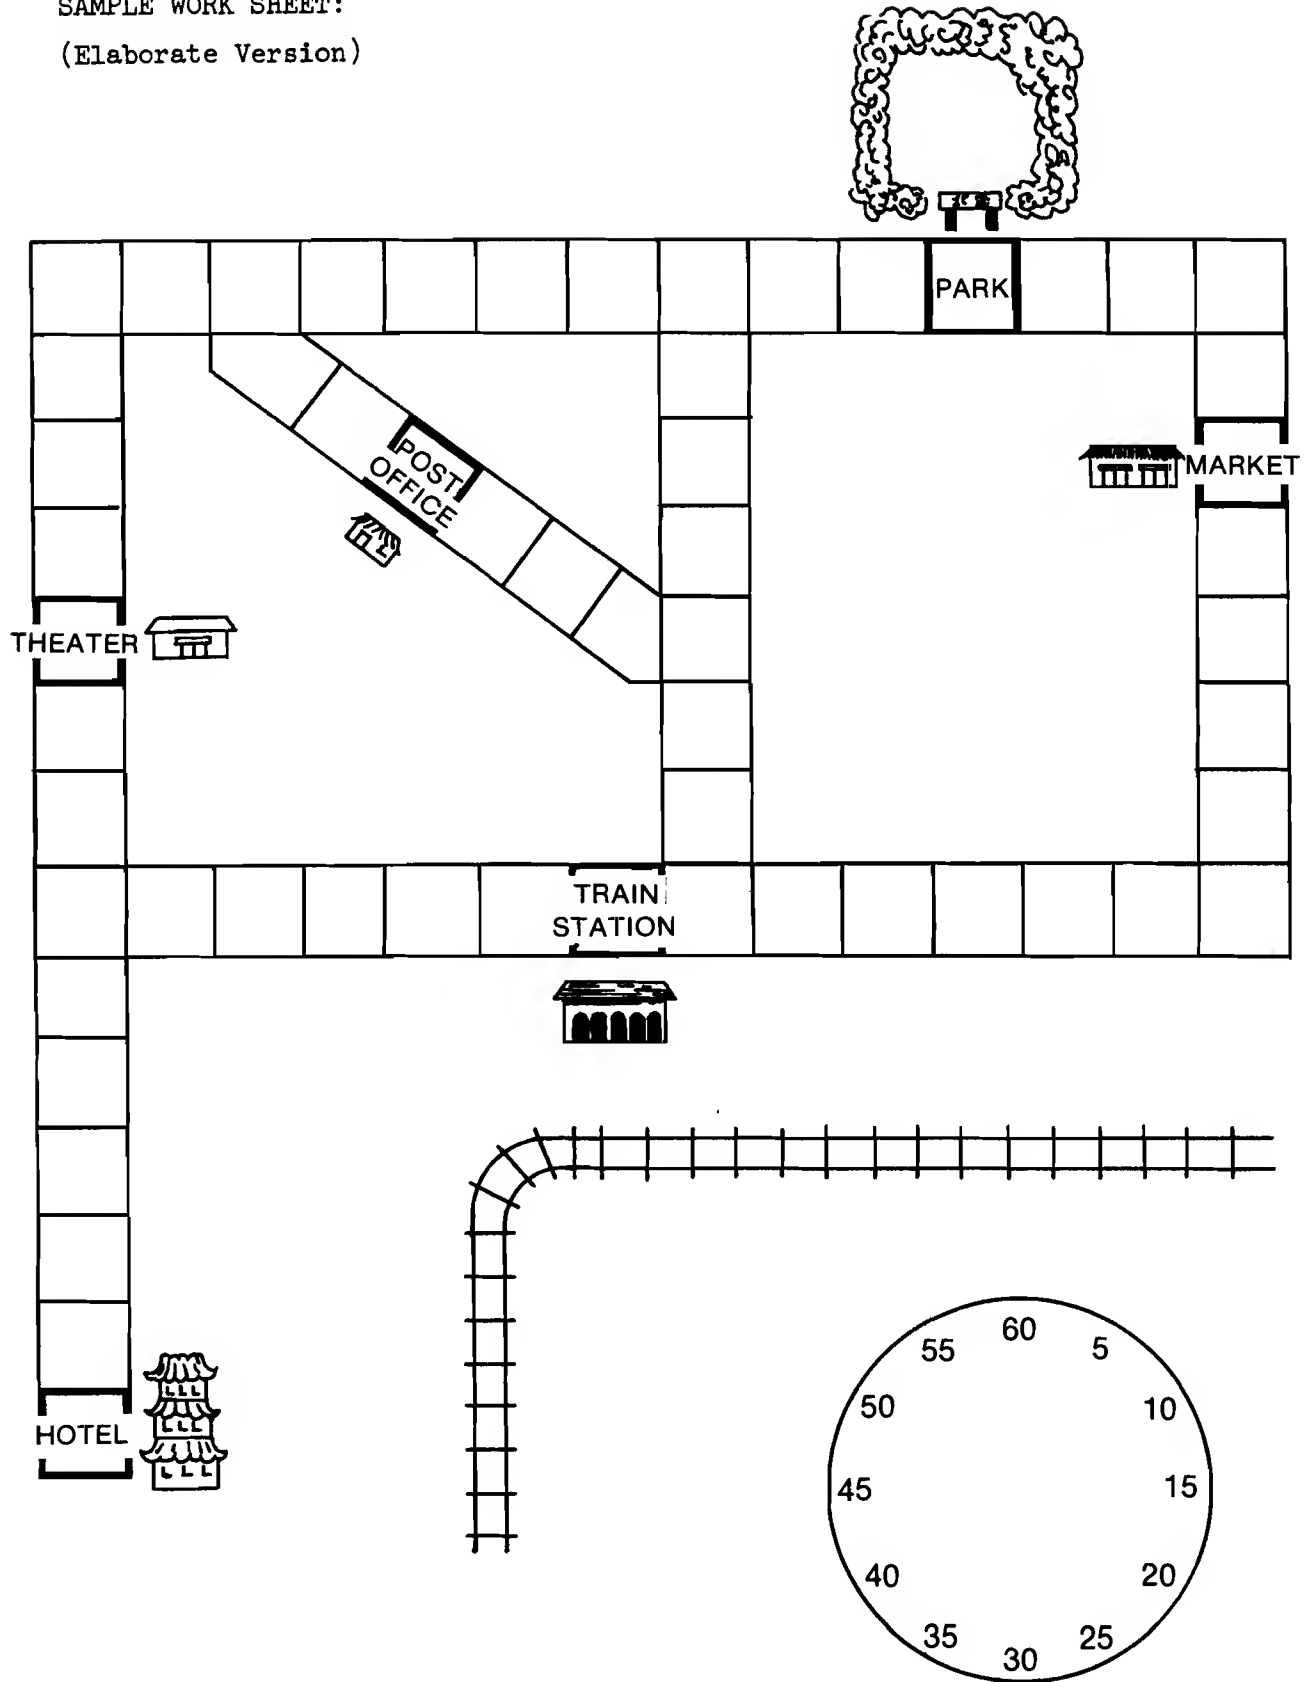 SAMPLE WORK SHEET:
(Elaborate Version)
PARK
POST
OFFICE
MARKET
THEATER
TRAIN
STATION
HOTEL
60
5
10
15
20
25
30
35
40
45
50
55